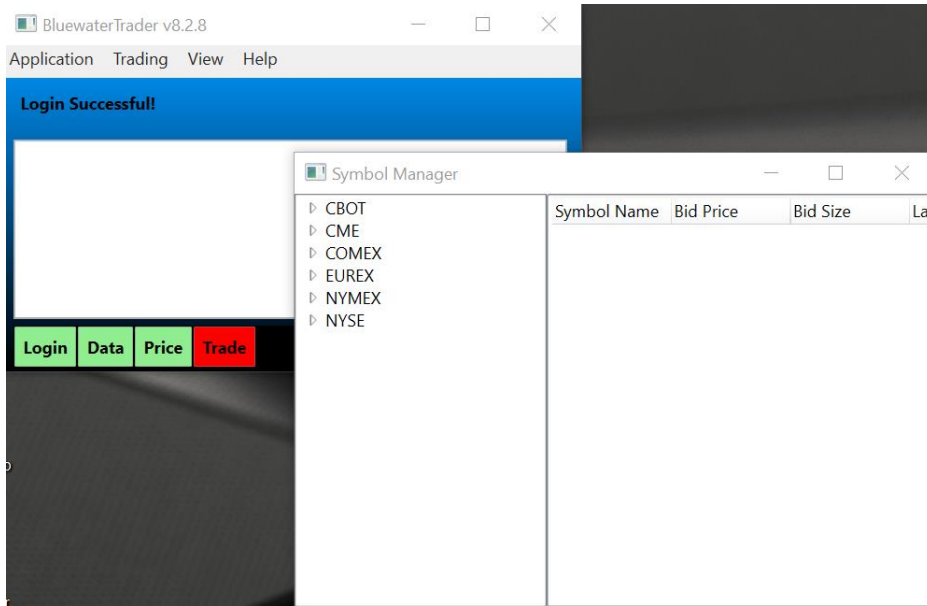 BluewaterTrader v8.2.8
Application Trading View Help
Login Successful!
Symbol Manager
CBOT
CME
COMEX
EUREX
NYMEX
NYSE
Symbol Name Bid Price Bid Size La
Login Data Price Trade